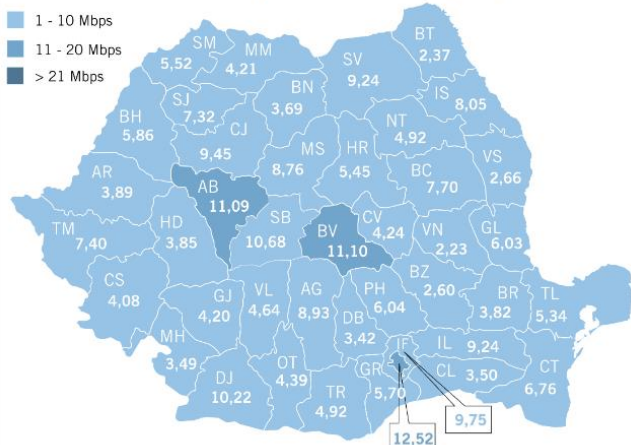 1 - 10 Mbps
11 - 20 Mbps
> 21 Mbps
SM
5,52
MM
4,21
BT
2,37
SV
9,24
BN
3,69
IS
8,05
SJ
7,32
BH
5,86
CJ
9,45
NT
4,92
MS
8,76
HR
5,45
VS
2,66
BC
7,70
AR
3,89
AB
11,09
TM
7,40
HD
3,85
SB
10,68
BV
11,10
CV
4,24
VN
2,23
GL
6,03
CS
4,08
GJ
4,20
VL
4,64
AG
8,93
PH
6,04
BZ
2,60
BR
3,82
TL
5,34
DB
3,42
MH
3,49
IF
IL
9,24
OT
4,39
GR
5,70
CL
3,50
CT
6,76
DJ
10,22
TR
4,92
9,75
12.52